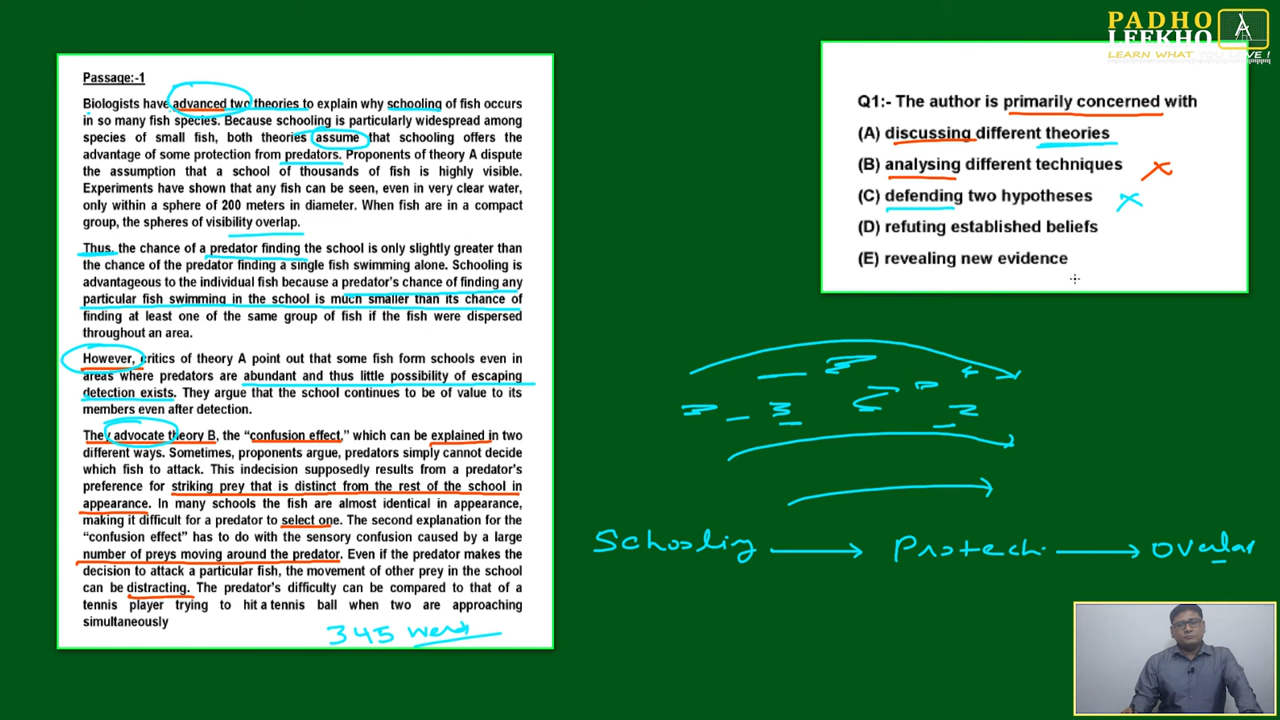 PADHO
LEEKHO
LEARN WHAT YOU LOVE !
Passage:-1
Biologists have advanced two theories to explain why schooling of fish occurs
in so many fish species. Because schooling is particularly widespread among
species of small fish, both theories assume that schooling offers the
advantage of some protection from predators. Proponents of theory A dispute
the assumption that a school of thousands of fish is highly visible.
Experiments have shown that any fish can be seen, even in very clear water,
only within a sphere of 200 meters in diameter. When fish are in a compact
group, the spheres of visibility overlap.
Thus, the chance of a predator finding the school is only slightly greater than
the chance of the predator finding a single fish swimming alone. Schooling is
advantageous to the individual fish because a predator's chance of finding any
particular fish swimming in the school is much smaller than its chance of
finding at least one of the same group of fish if the fish were dispersed
throughout an area.
However, critics of theory A point out that some fish form schools even in
areas where predators are abundant and thus little possibility of escaping
detection exists. They argue that the school continues to be of value to its
members even after detection.
They advocate theory B, the "confusion effect," which can be explained in two
different ways. Sometimes, proponents argue, predators simply cannot decide
which fish to attack. This indecision supposedly results from a predator's
preference for striking prey that is distinct from the rest of the school in
appearance. In many schools the fish are almost identical in appearance,
making it difficult for a predator to select one. The second explanation for the
"confusion effect" has to do with the sensory confusion caused by a large
number of preys moving around the predator. Even if the predator makes the
decision to attack a particular fish, the movement of other prey in the school
can be distracting. The predator's difficulty can be compared to that of a
tennis player trying to hit a tennis ball when two are approaching
simultaneously
345
Q1:- The author is primarily concerned with
(A) discussing different theories
(B) analysing different techniques
(C) defending two hypotheses
(D) refuting established beliefs
(E) revealing new evidence
Schooling Protech